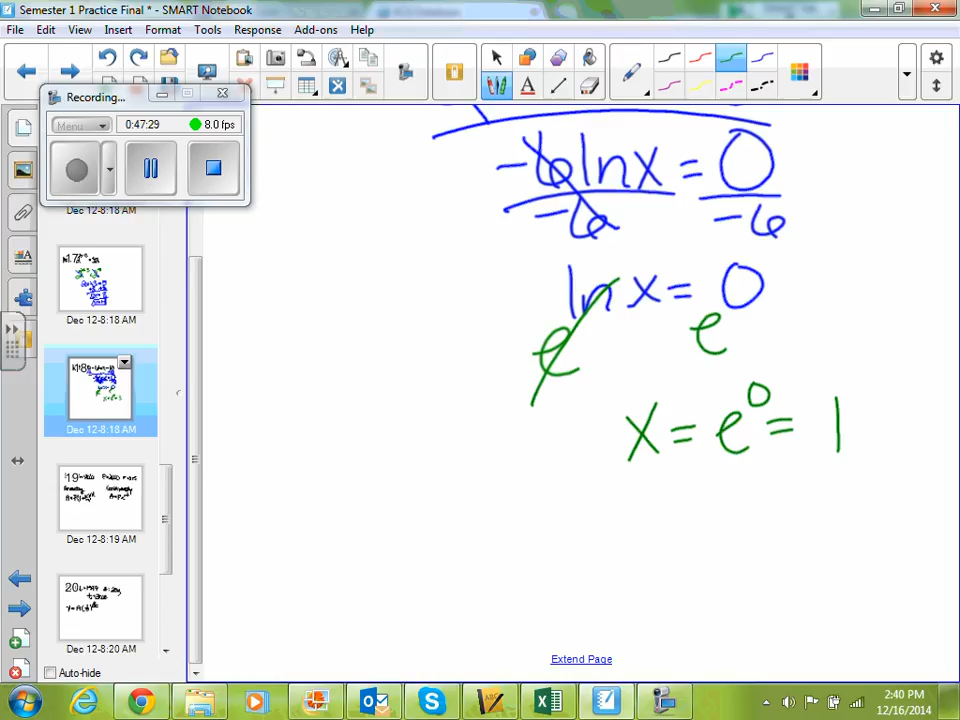 Semester 1 Practice Final * - SMART Notebook
File Edit View Insert Format Tools Response Add-ons Help
Recording...
Menu 0:47:29 8.0 fps
Dec 12-8:18 AM
Dec 12-8:18 AM
Dec 12-8:18 AM
Dec 12-8:19 AM
Dec 12-8:20 AM
Auto-hide
-6lnx = 0
-6 -6
lnx = 0
e e
x = e^0 = 1
Extend Page
2:40 PM
12/16/2014